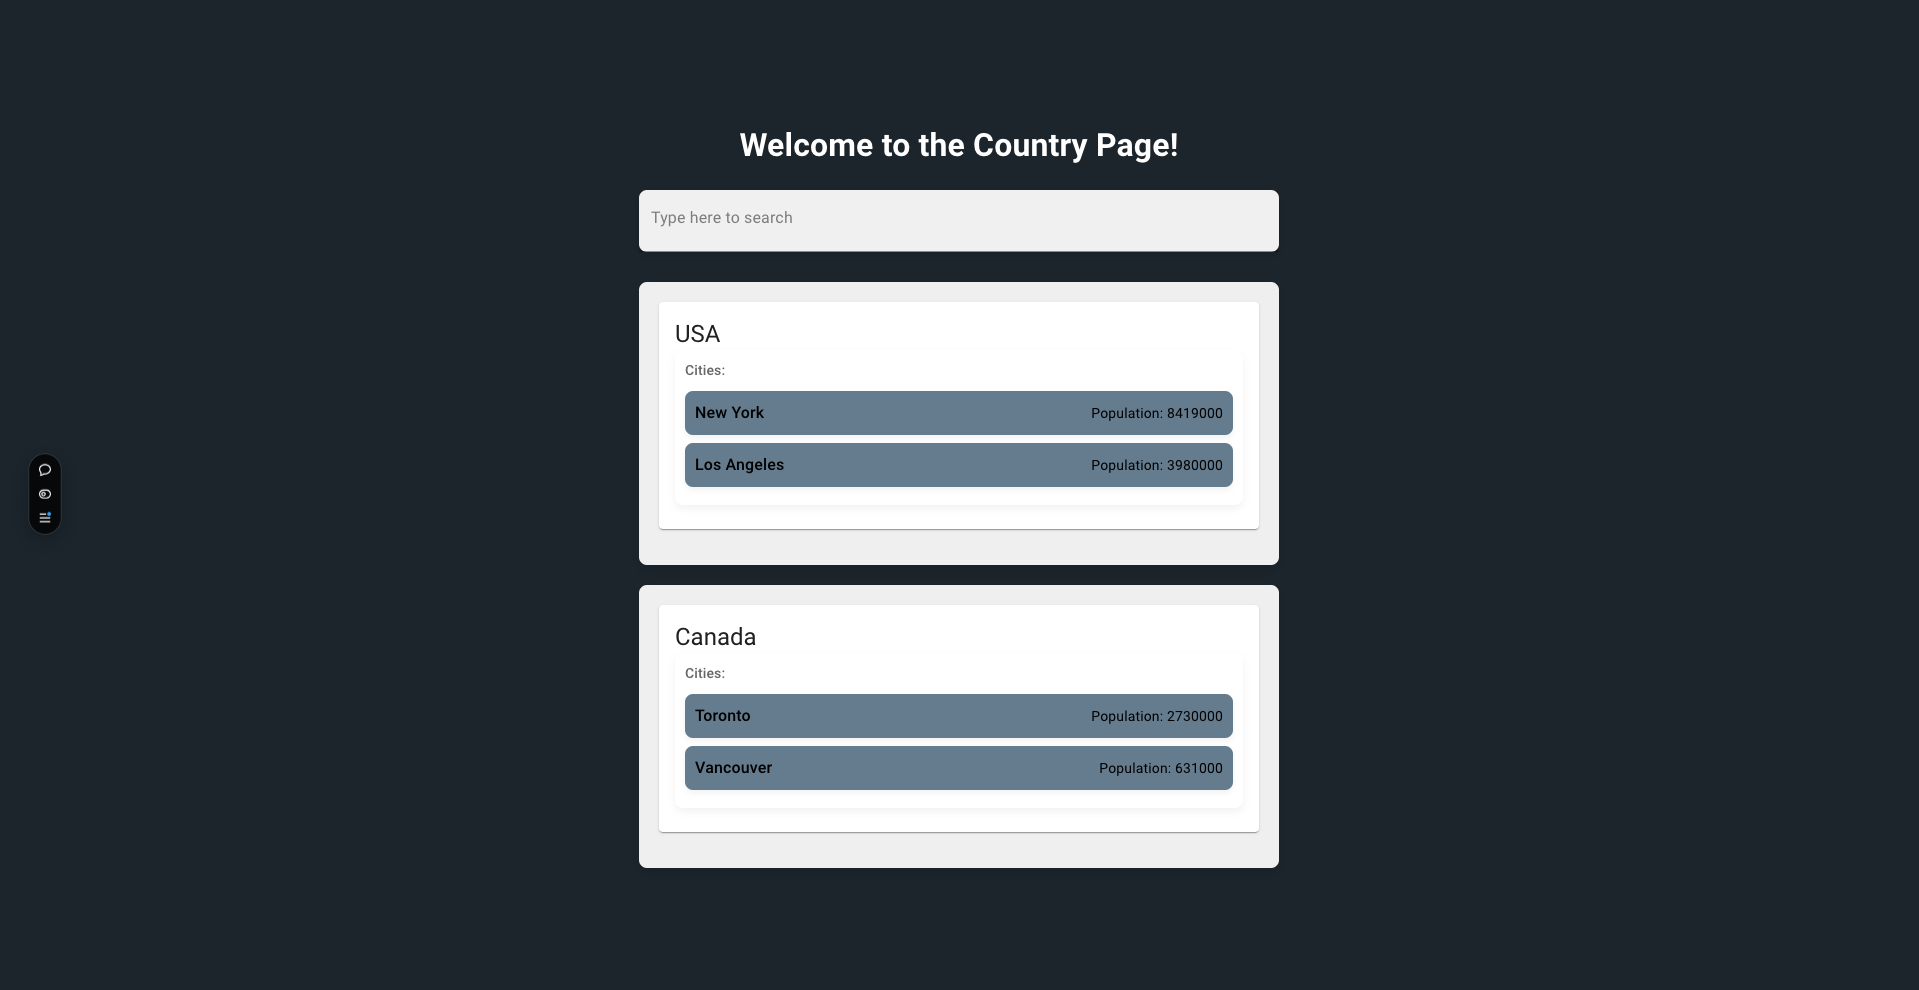 Welcome to the Country Page!
Type here to search
USA
Cities:
New York Population: 8419000
Los Angeles Population: 3980000
Canada
Cities:
Toronto Population: 2730000
Vancouver Population: 631000